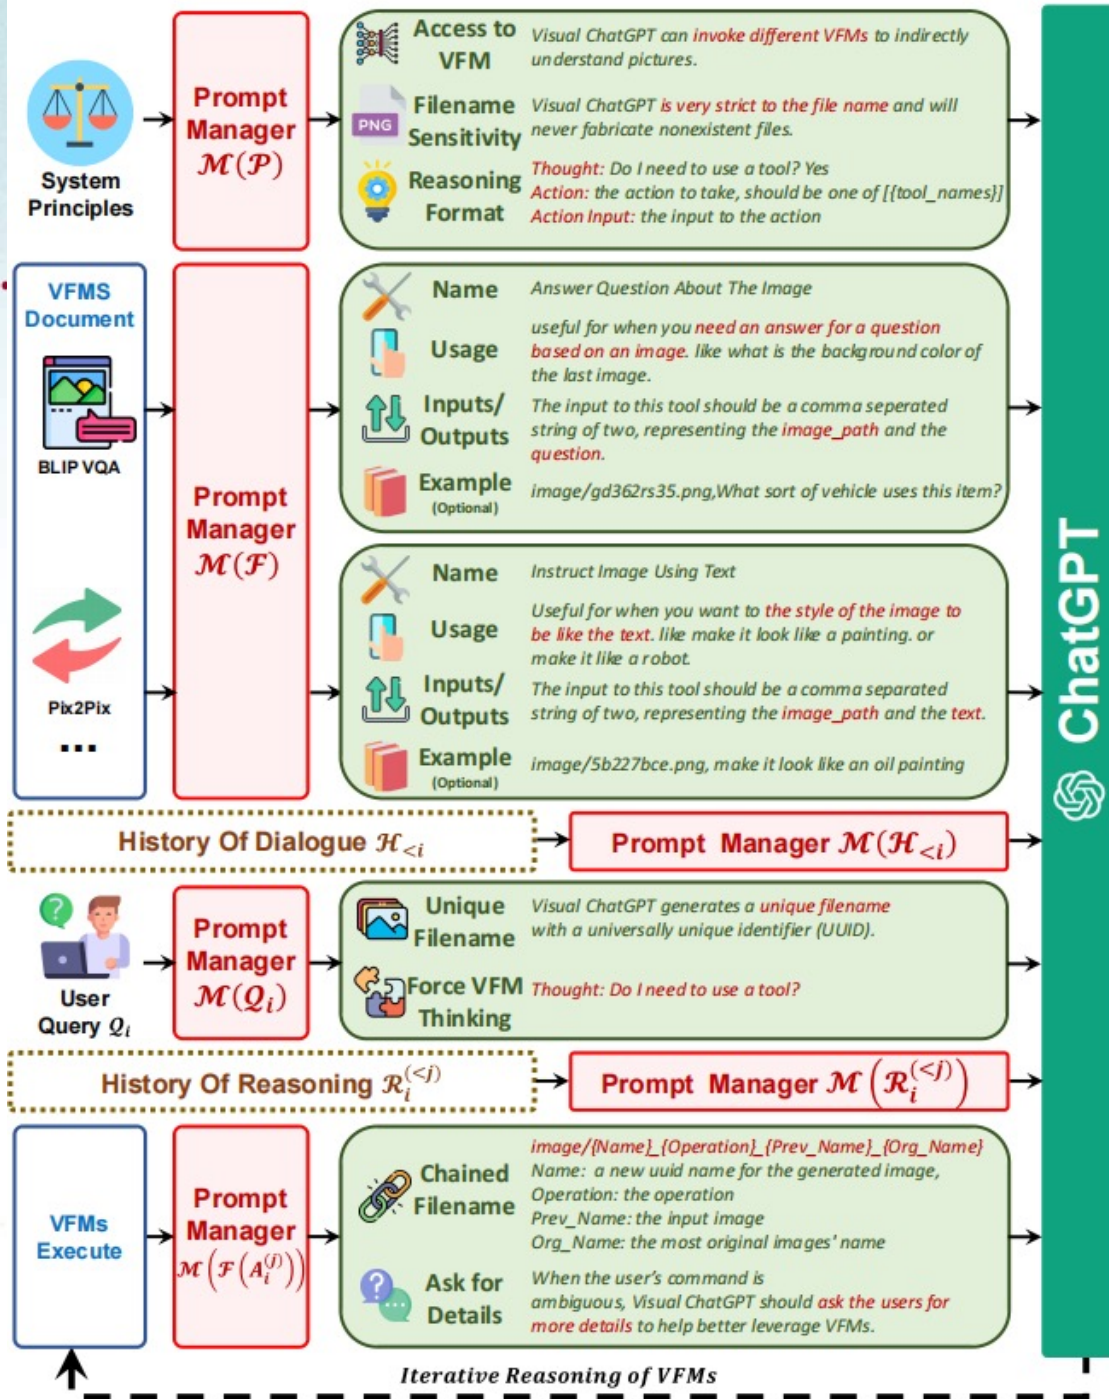 System
Principles
Prompt
Manager
ℳ(𝒫)
Access to
VFM
Visual ChatGPT can invoke different VFMs to indirectly
understand pictures.
PNG
Filename
Sensitivity
Visual ChatGPT is very strict to the file name and will
never fabricate nonexistent files.
Reasoning
Format
Thought: Do I need to use a tool? Yes
Action: the action to take, should be one of [{tool_names}]
Action Input: the input to the action
VFMS
Document
BLIP VQA
Pix2Pix
...
Prompt
Manager
ℳ(ℱ)
Name
Answer Question About The Image
Usage
useful for when you need an answer for a question
based on an image. like what is the background color of
the last image.
Inputs/
Outputs
The input to this tool should be a comma seperated
string of two, representing the image_path and the
question.
Example
(Optional)
image/gd362rs35.png,What sort of vehicle uses this item?
Name
Instruct Image Using Text
Usage
Useful for when you want to the style of the image to
be like the text. like make it look like a painting. or
make it like a robot.
Inputs/
Outputs
The input to this tool should be a comma separated
string of two, representing the image_path and the text.
Example
(Optional)
image/5b227bce.png, make it look like an oil painting
ChatGPT
History Of Dialogue ℋ<i
Prompt Manager ℳ(ℋ<i)
?
User
Query 𝒬i
Prompt
Manager
ℳ(𝒬i)
Unique
Filename
Visual ChatGPT generates a unique filename
with a universally unique identifier (UUID).
Force VFM
Thinking
Thought: Do I need to use a tool?
History Of Reasoning ℛi(<j)
Prompt Manager ℳ(ℛi(<j))
VFMs
Execute
Prompt
Manager
ℳ(ℱ(Ai(j)))
Chained
Filename
image/{Name}_{Operation}_{Prev_Name}_{Org_Name}
Name: a new uuid name for the generated image,
Operation: the operation
Prev_Name: the input image
Org_Name: the most original images' name
?
Ask for
Details
When the user's command is
ambiguous, Visual ChatGPT should ask the users for
more details to help better leverage VFMs.
Iterative Reasoning of VFMs